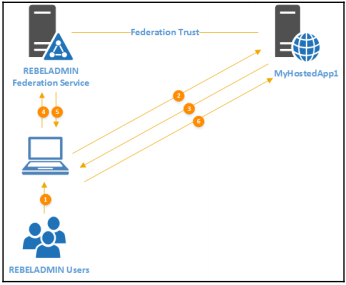 Federation Trust
REBELADMIN
Federation Service
MyHostedApp1
2
4
5
3
6
1
REBELADMIN Users